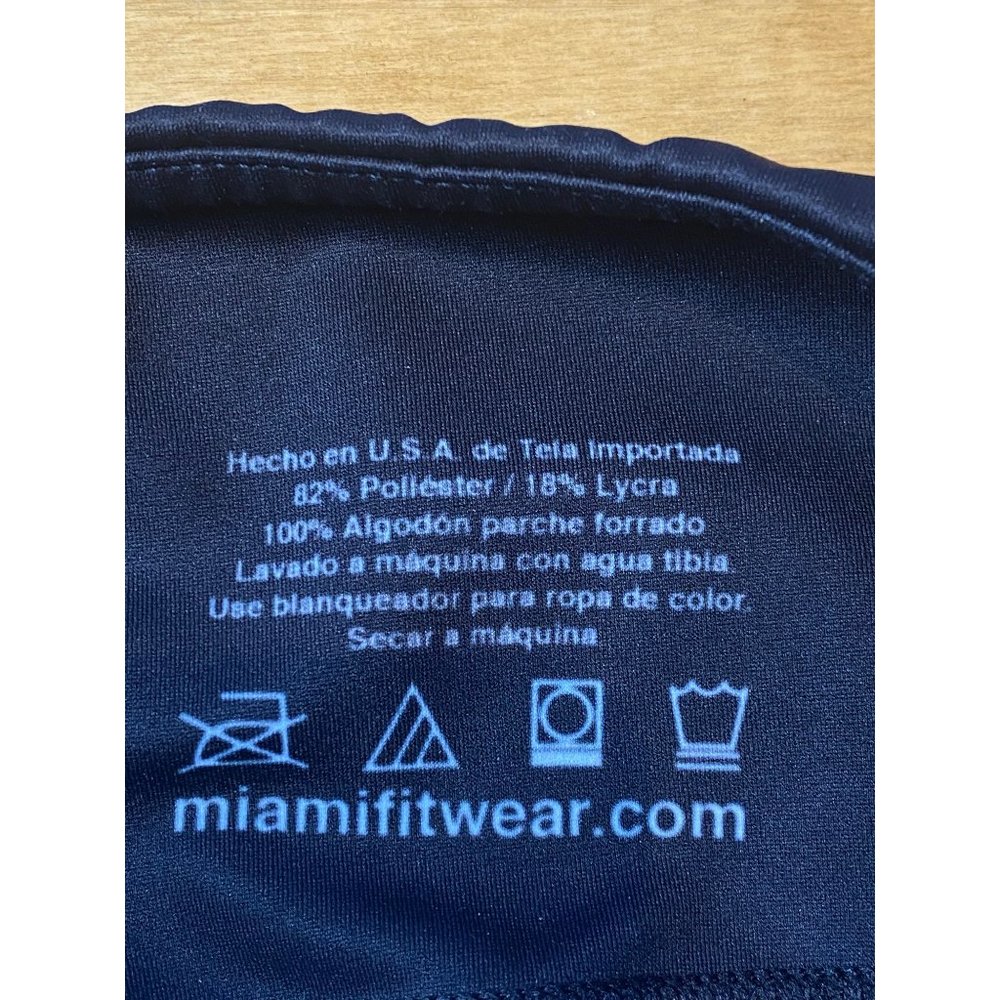 Hecho en U.S.A. de Tela Importada
82% Poliéster / 18% Lycra
100% Algodón parche forrado
Lavado a máquina con agua tibia
Use blanqueador para ropa de color.
Secar a máquina
miamifitwear.com